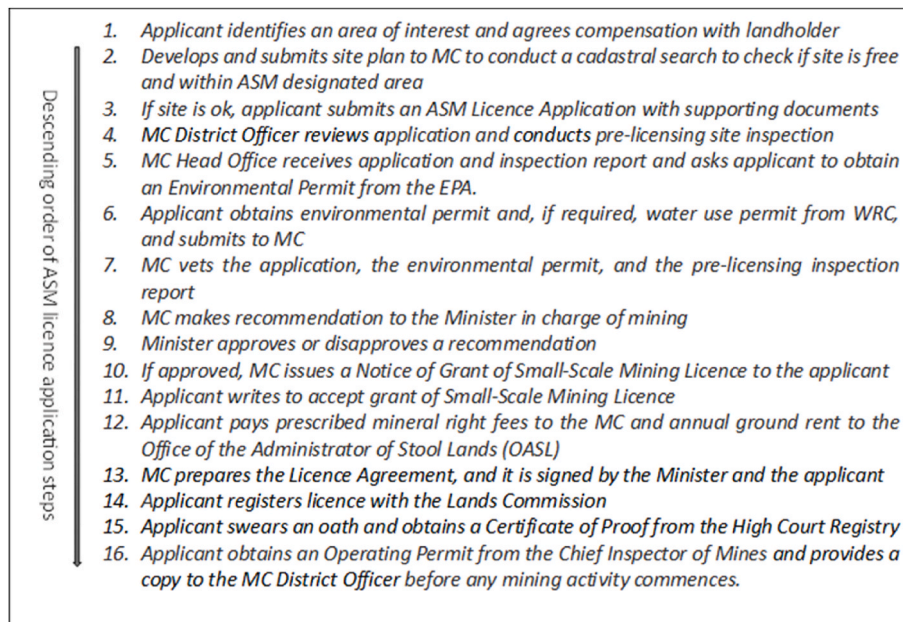 Descending order of ASM licence application steps
1. Applicant identifies an area of interest and agrees compensation with landholder
2. Develops and submits site plan to MC to conduct a cadastral search to check if site is free
and within ASM designated area
3. If site is ok, applicant submits an ASM Licence Application with supporting documents
4. MC District Officer reviews application and conducts pre-licensing site inspection
5. MC Head Office receives application and inspection report and asks applicant to obtain
an Environmental Permit from the EPA.
6. Applicant obtains environmental permit and, if required, water use permit from WRC,
and submits to MC
7. MC vets the application, the environmental permit, and the pre-licensing inspection
report
8. MC makes recommendation to the Minister in charge of mining
9. Minister approves or disapproves a recommendation
10. If approved, MC issues a Notice of Grant of Small-Scale Mining Licence to the applicant
11. Applicant writes to accept grant of Small-Scale Mining Licence
12. Applicant pays prescribed mineral right fees to the MC and annual ground rent to the
Office of the Administrator of Stool Lands (OASL)
13. MC prepares the Licence Agreement, and it is signed by the Minister and the applicant
14. Applicant registers licence with the Lands Commission
15. Applicant swears an oath and obtains a Certificate of Proof from the High Court Registry
16. Applicant obtains an Operating Permit from the Chief Inspector of Mines and provides a
copy to the MC District Officer before any mining activity commences.